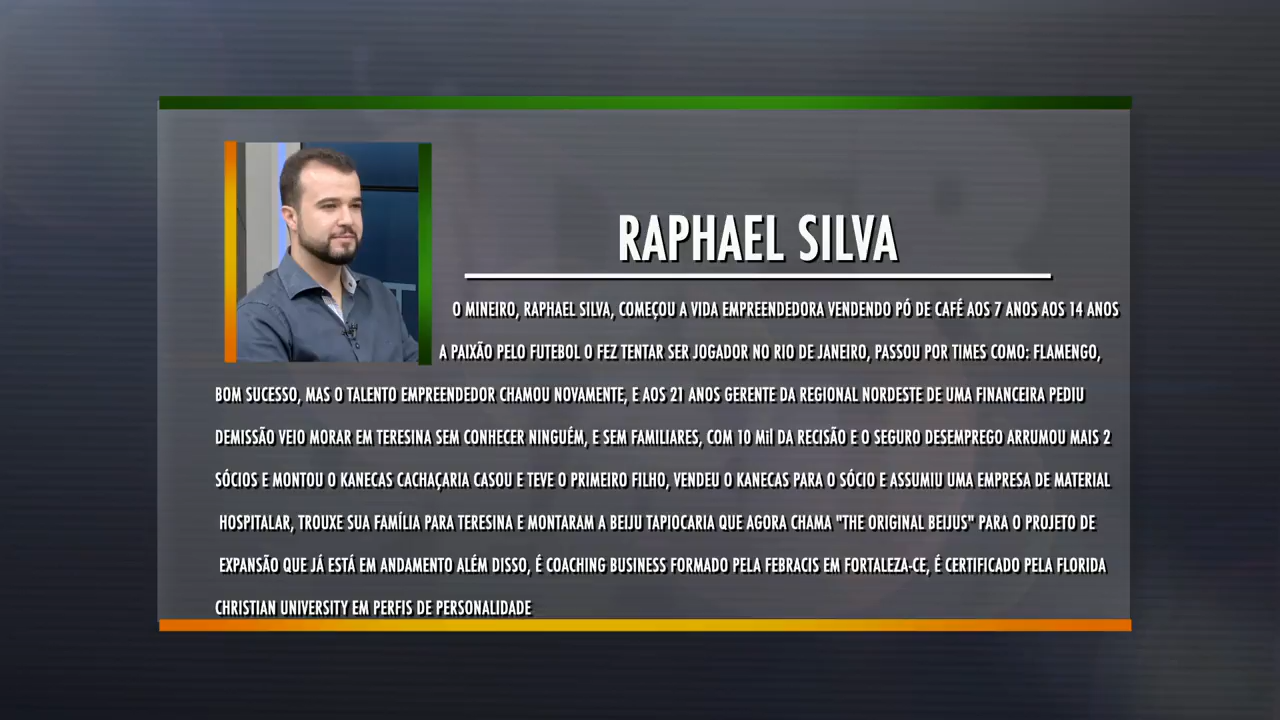 RAPHAEL SILVA
O MINEIRO, RAPHAEL SILVA, COMEÇOU A VIDA EMPREENDEDORA VENDENDO PÓ DE CAFÉ AOS 7 ANOS AOS 14 ANOS
A PAIXÃO PELO FUTEBOL O FEZ TENTAR SER JOGADOR NO RIO DE JANEIRO, PASSOU POR TIMES COMO: FLAMENGO,
BOM SUCESSO, MAS O TALENTO EMPREENDEDOR CHAMOU NOVAMENTE, E AOS 21 ANOS GERENTE DA REGIONAL NORDESTE DE UMA FINANCEIRA PEDIU
DEMISSÃO VEIO MORAR EM TERESINA SEM CONHECER NINGUÉM, E SEM FAMILIARES, COM 10 Mil DA RECISÃO E O SEGURO DESEMPREGO ARRUMOU MAIS 2
SÓCIOS E MONTOU O KANECAS CACHAÇARIA CASOU E TEVE O PRIMEIRO FILHO, VENDEU O KANECAS PARA O SÓCIO E ASSUMIU UMA EMPRESA DE MATERIAL
HOSPITALAR, TROUXE SUA FAMÍLIA PARA TERESINA E MONTARAM A BEIJU TAPIOCARIA QUE AGORA CHAMA "THE ORIGINAL BEIJUS" PARA O PROJETO DE
EXPANSÃO QUE JÁ ESTÁ EM ANDAMENTO ALÉM DISSO, É COACHING BUSINESS FORMADO PELA FEBRACIS EM FORTALEZA-CE, É CERTIFICADO PELA FLORIDA
CHRISTIAN UNIVERSITY EM PERFIS DE PERSONALIDADE